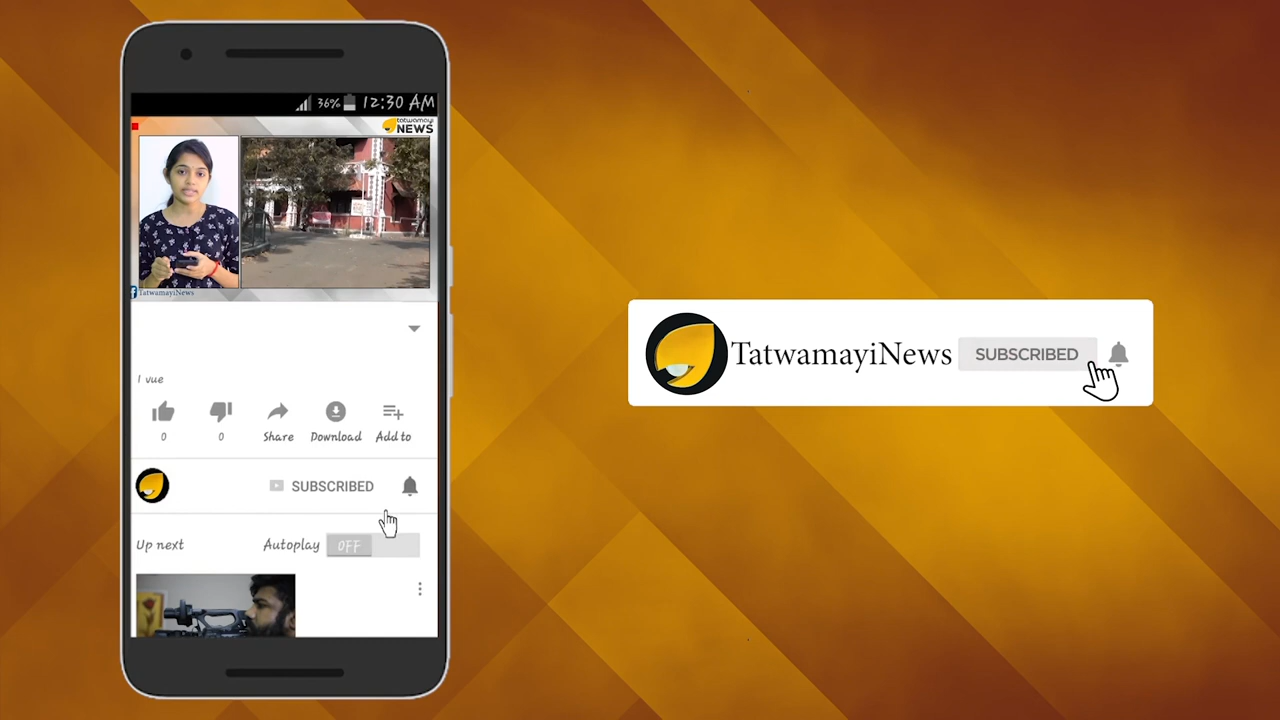 36% 12:30 AM
tatwamayi
NEWS
TatwamayiNews
1 vue
0 0 Share Download Add to
SUBSCRIBED
Up next Autoplay OFF
TatwamayiNews SUBSCRIBED